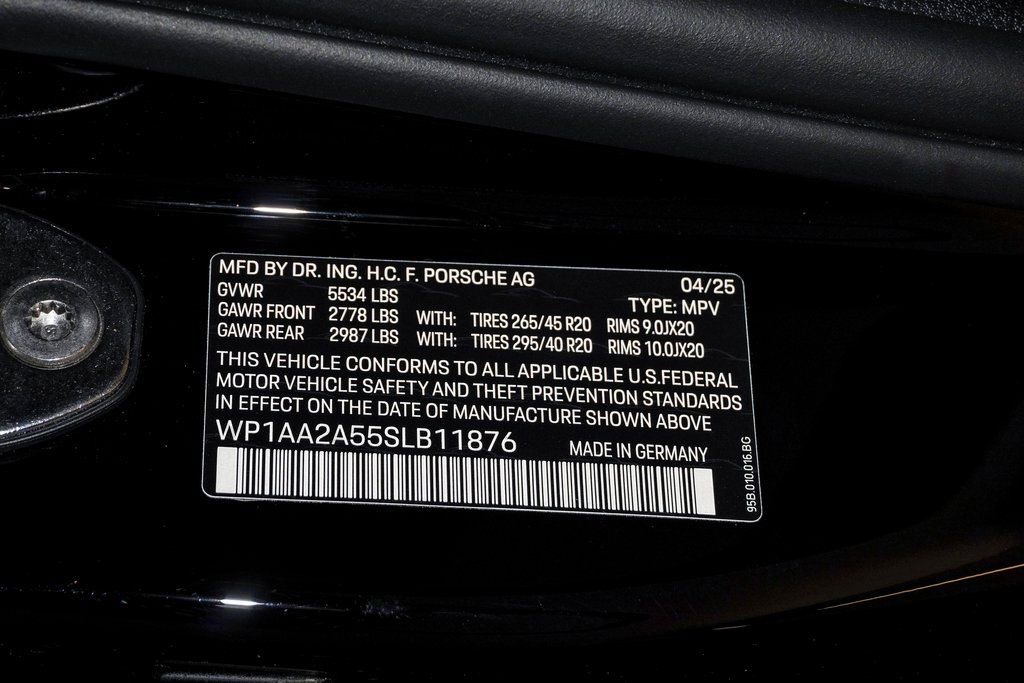 MFD BY DR. ING. H.C. F. PORSCHE AG 04/25
GVWR 5534 LBS TYPE: MPV
GAWR FRONT 2778 LBS WITH: TIRES 265/45 R20 RIMS 9.0JX20
GAWR REAR 2987 LBS WITH: TIRES 295/40 R20 RIMS 10.0JX20
THIS VEHICLE CONFORMS TO ALL APPLICABLE U.S.FEDERAL
MOTOR VEHICLE SAFETY AND THEFT PREVENTION STANDARDS
IN EFFECT ON THE DATE OF MANUFACTURE SHOWN ABOVE
WP1AA2A55SLB11876 MADE IN GERMANY
95B.010.016.BG